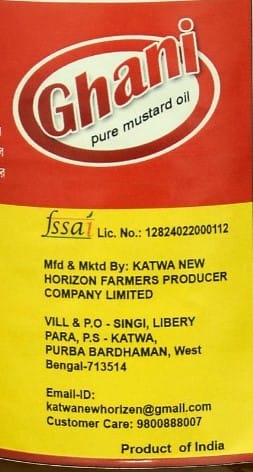 Ghani
pure mustard oil
fssai Lic. No.: 12824022000112
Mfd & Mktd By: KATWA NEW
HORIZON FARMERS PRODUCER
COMPANY LIMITED
VILL & P.O - SINGI, LIBERY
PARA, P.S - KATWA,
PURBA BARDHAMAN, West
Bengal-713514
Email-ID:
katwanewhorizen@gmail.com
Customer Care: 9800888007
Product of India